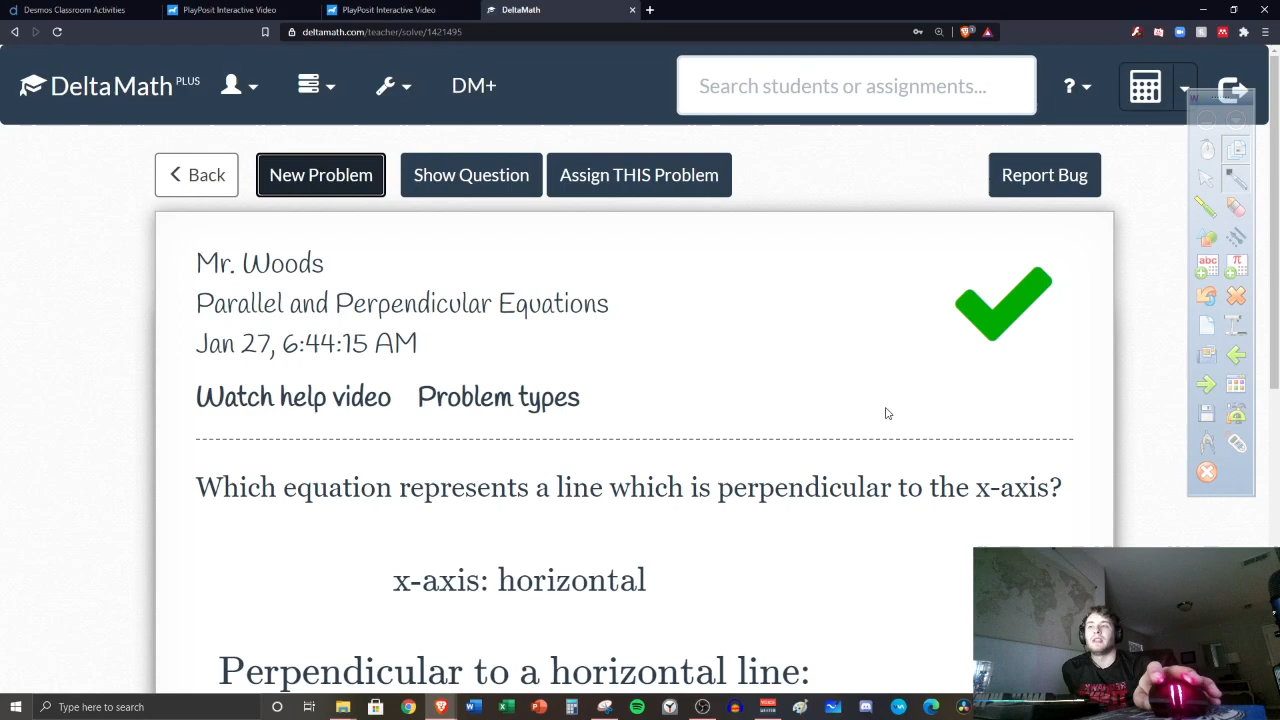 Desmos Classroom Activities
PlayPosit Interactive Video
PlayPosit Interactive Video
DeltaMath
deltamath.com/teacher/solve/1421495
DeltaMath PLUS
DM+
Search students or assignments...
?
Back
New Problem
Show Question
Assign THIS Problem
Report Bug
Mr. Woods
Parallel and Perpendicular Equations
Jan 27, 6:44:15 AM
Watch help video Problem types
Which equation represents a line which is perpendicular to the x-axis?
x-axis: horizontal
Perpendicular to a horizontal line:
abc
π
Type here to search